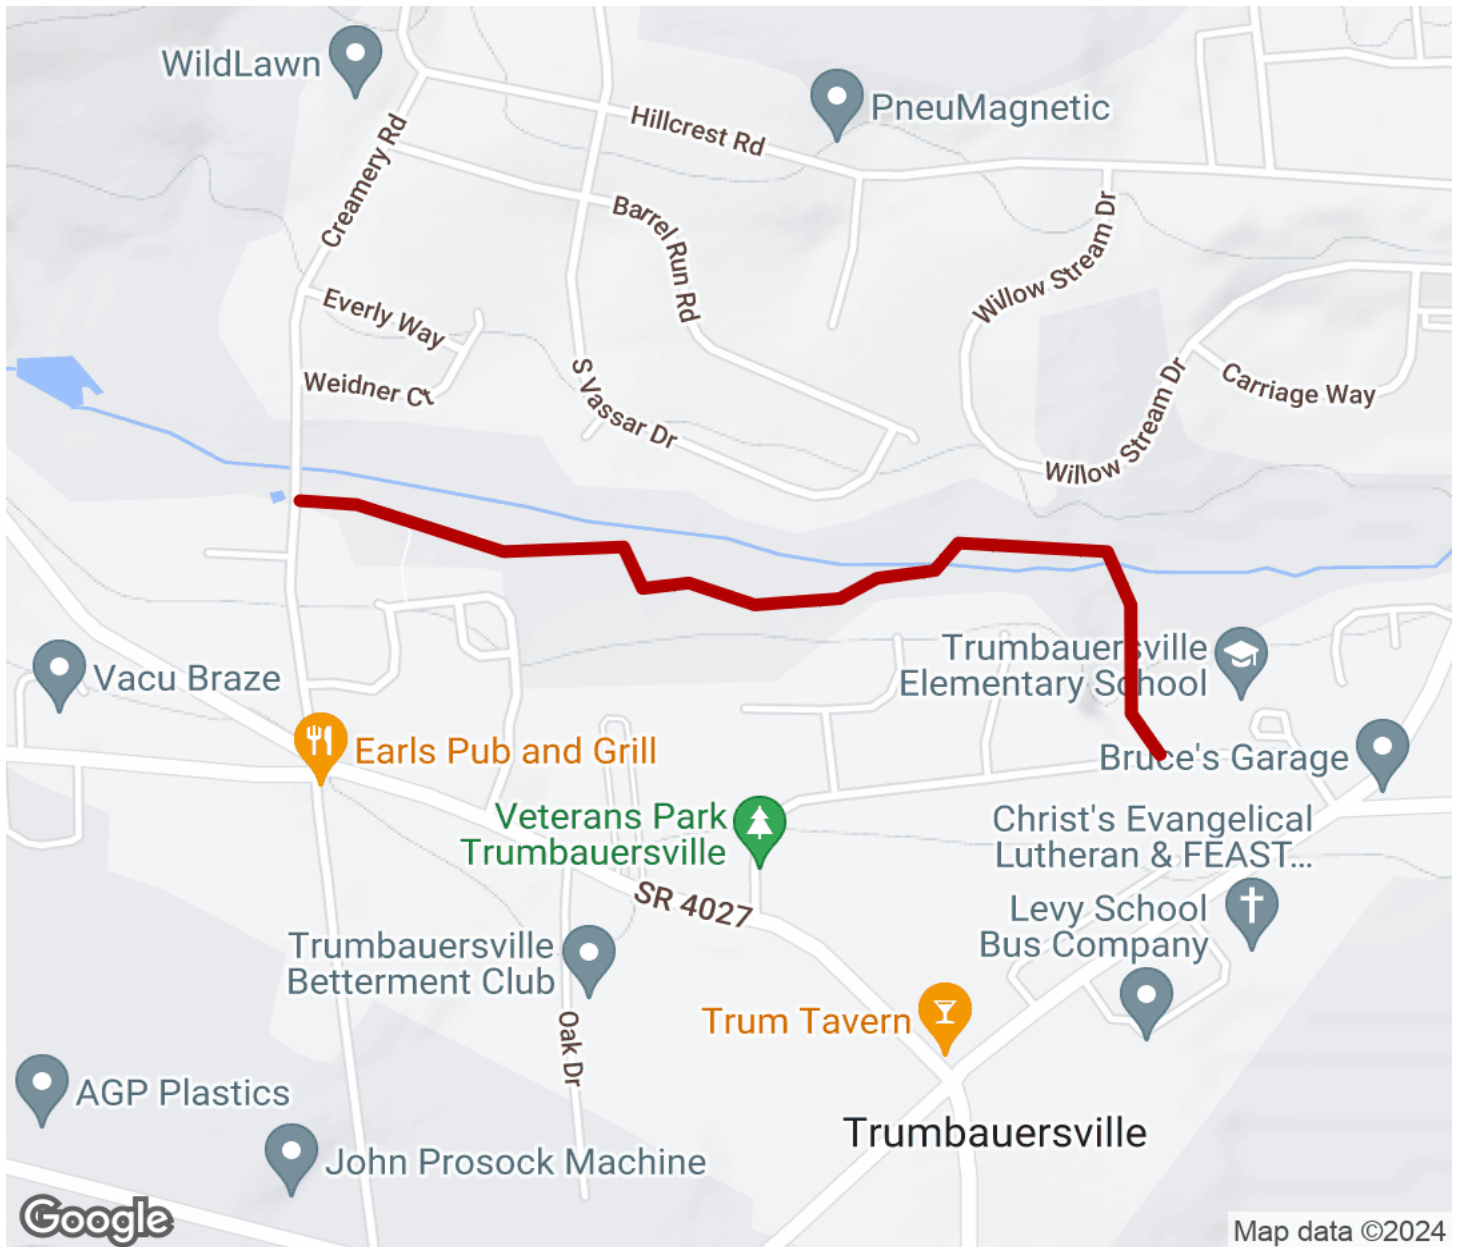 WildLawn
PneuMagnetic
Hillcrest Rd
Creamery Rd
Barrel Run Rd
Willow Stream Dr
Everly Way
Weidner Ct
S Vassar Dr
Carriage Way
Willow Stream Dr
Trumbauersville
Elementary School
Vacu Braze
Earls Pub and Grill
Bruce's Garage
Veterans Park
Trumbauersville
Christ's Evangelical
Lutheran & FEAST...
SR 4027
Levy School
Bus Company
Trumbauersville
Betterment Club
Trum Tavern
Oak Dr
AGP Plastics
Trumbauersville
John Prosock Machine
Google
Map data ©2024